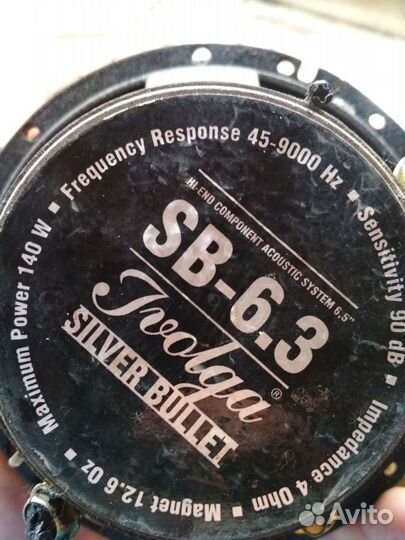 Maximum Power 140 W ▪ Frequency Response 45-9000 Hz ▪ Sensitivity 90 dB ▪ Impedance 4 Ohm ▪ Magnet 12.6 Oz ▪
HI-END COMPONENT ACOUSTIC SYSTEM 6,5"
SB-6.3
Ivolga®
SILVER BULLET
Avito